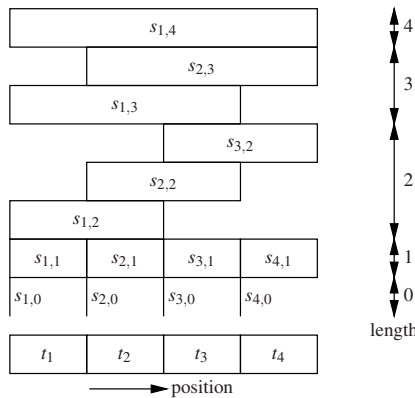 s1,4 4
s2,3
s1,3 3
s3,2
s2,2 2
s1,2
s1,1 s2,1 s3,1 s4,1 1
s1,0 s2,0 s3,0 s4,0 0
length
t1 t2 t3 t4
position